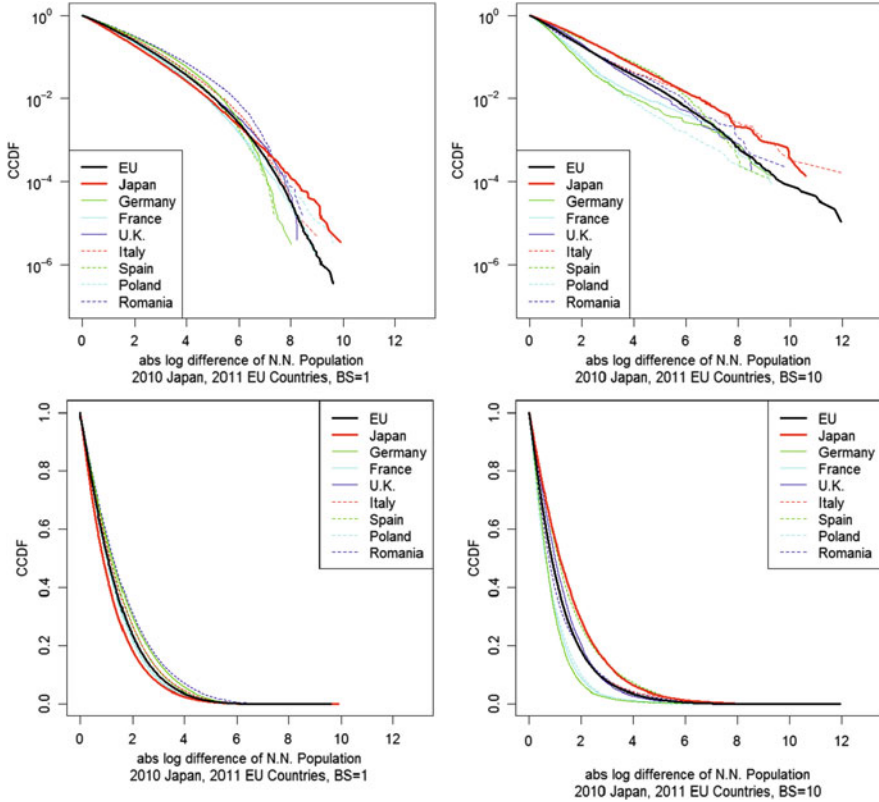 10^0
10^-2
10^-4
10^-6
CCDF
EU
Japan
Germany
France
U.K.
Italy
Spain
Poland
Romania
0 2 4 6 8 10 12
abs log difference of N.N. Population
2010 Japan, 2011 EU Countries, BS=1
10^0
10^-2
10^-4
10^-6
CCDF
EU
Japan
Germany
France
U.K.
Italy
Spain
Poland
Romania
0 2 4 6 8 10 12
abs log difference of N.N. Population
2010 Japan, 2011 EU Countries, BS=10
1.0
0.8
0.6
0.4
0.2
0.0
CCDF
EU
Japan
Germany
France
U.K.
Italy
Spain
Poland
Romania
0 2 4 6 8 10 12
abs log difference of N.N. Population
2010 Japan, 2011 EU Countries, BS=1
1.0
0.8
0.6
0.4
0.2
0.0
CCDF
EU
Japan
Germany
France
U.K.
Italy
Spain
Poland
Romania
0 2 4 6 8 10 12
abs log difference of N.N. Population
2010 Japan, 2011 EU Countries, BS=10